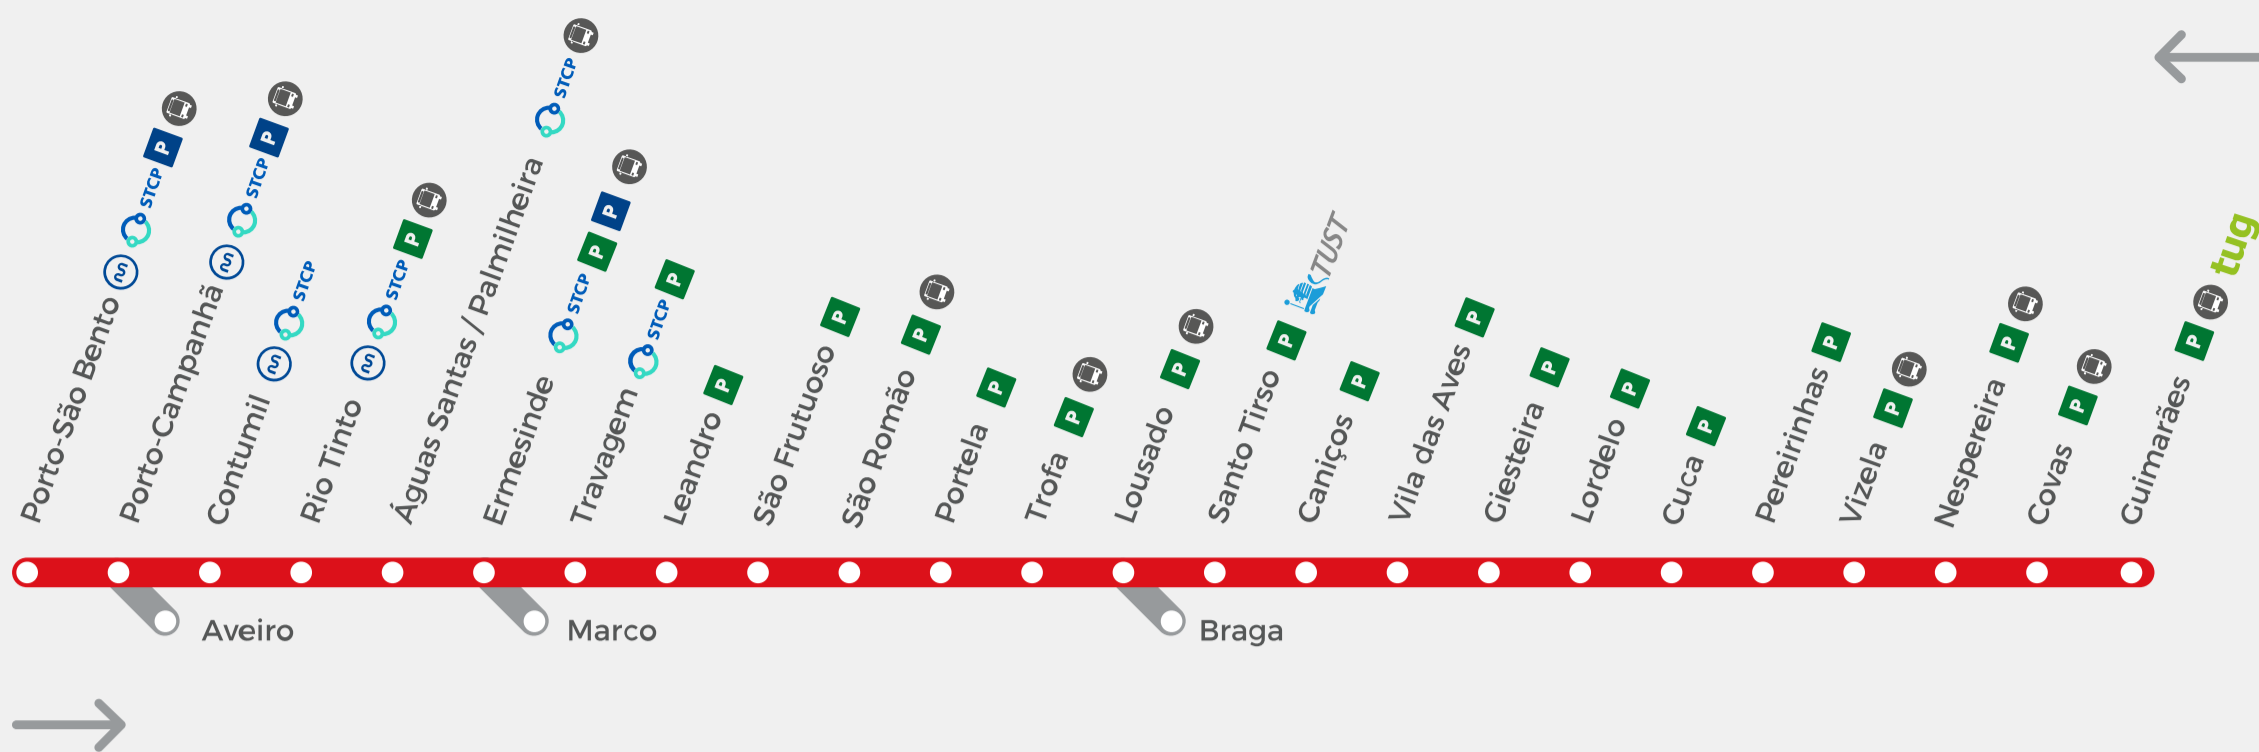 Porto-São Bento STCP P
Porto-Campanhã STCP P
Contumil STCP
Rio Tinto STCP P
Águas Santas / Palmilheira STCP
Ermesinde STCP P P
Travagem STCP P
Leandro P
São Frutuoso P
São Romão P
Portela P
Trofa P
Lousado P
Santo Tirso P TUST
Caniços P
Vila das Aves P
Giesteira P
Lordelo P
Cuca P
Pereirinhas P
Vizela P
Nespereira P
Covas P
Guimarães P tug
Aveiro
Marco
Braga